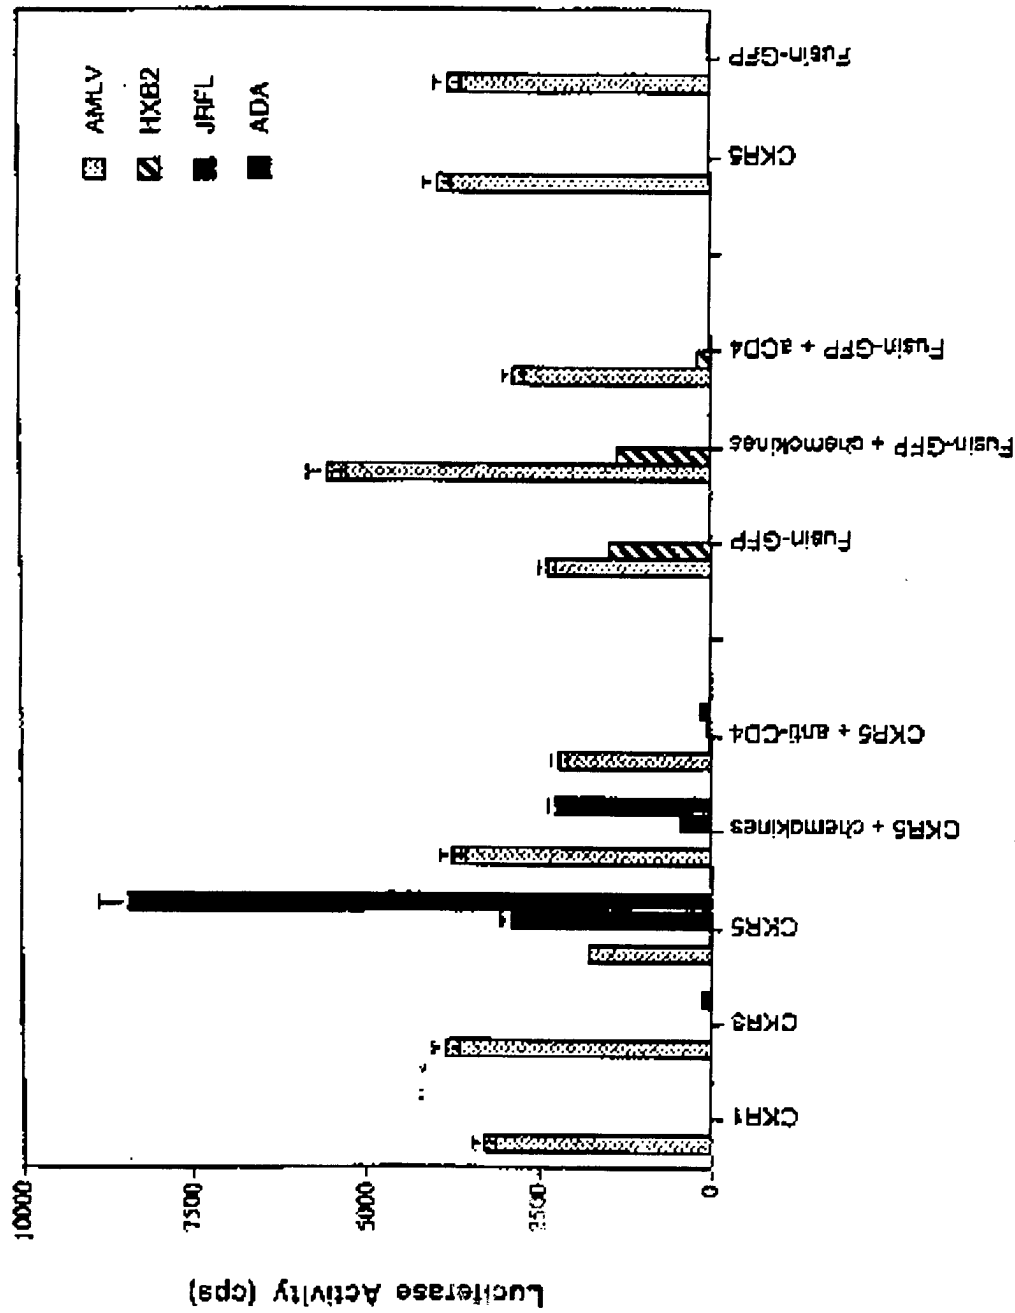 Luciferase Activity (cps)
10000
7500
5000
2500
0
AMLV
HXB2
JRFL
ADA
CKR1
CKR3
CKR5
CKR5 + chemokines
CKR5 + anti-CD4
Fusin-GFP
Fusin-GFP + chemokines
Fusin-GFP + aCD4
CKR5
Fusin-GFP